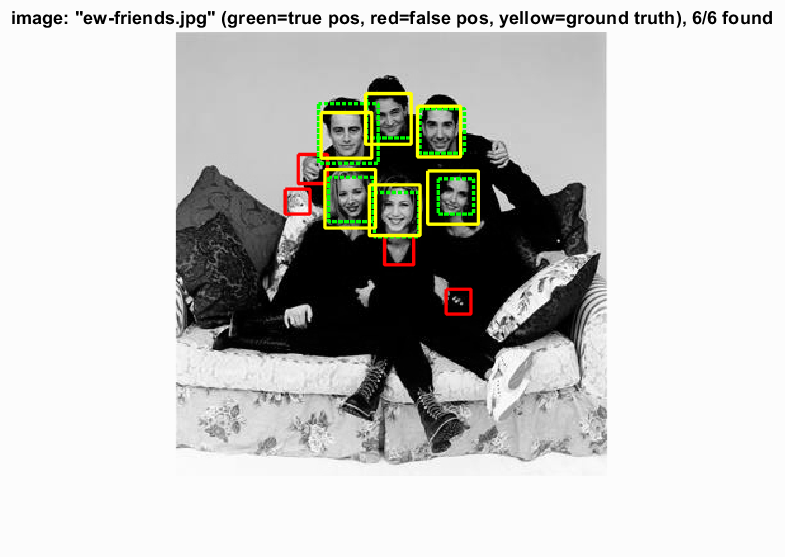 image: "ew-friends.jpg" (green=true pos, red=false pos, yellow=ground truth), 6/6 found